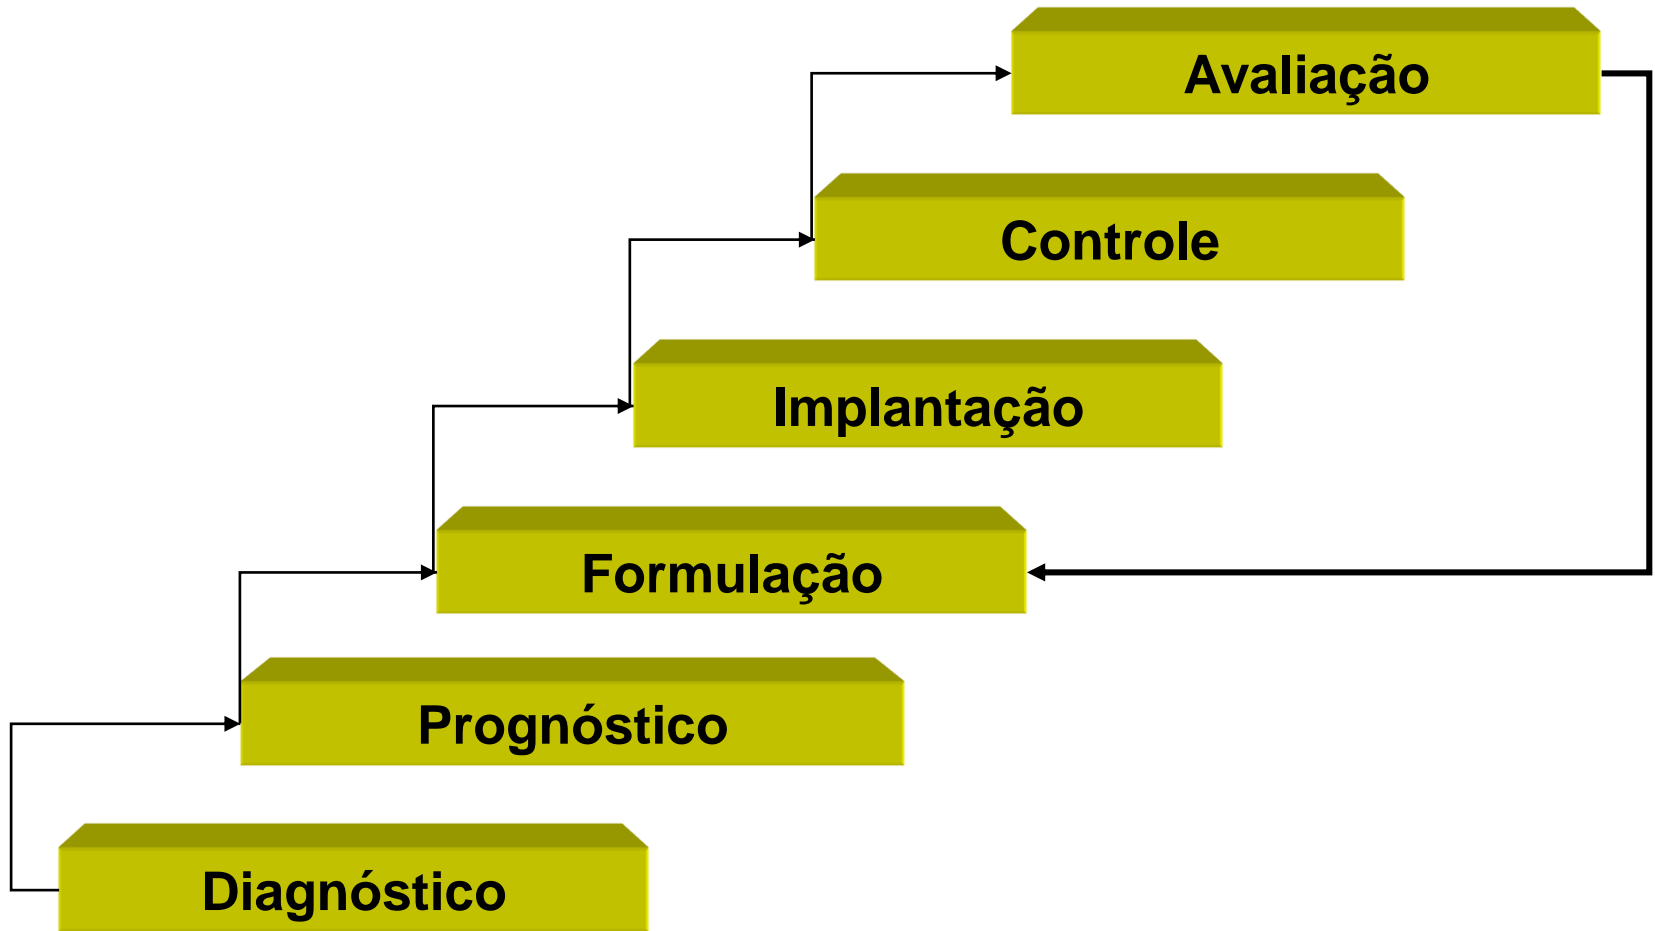 Avaliação
Controle
Implantação
Formulação
Prognóstico
Diagnóstico